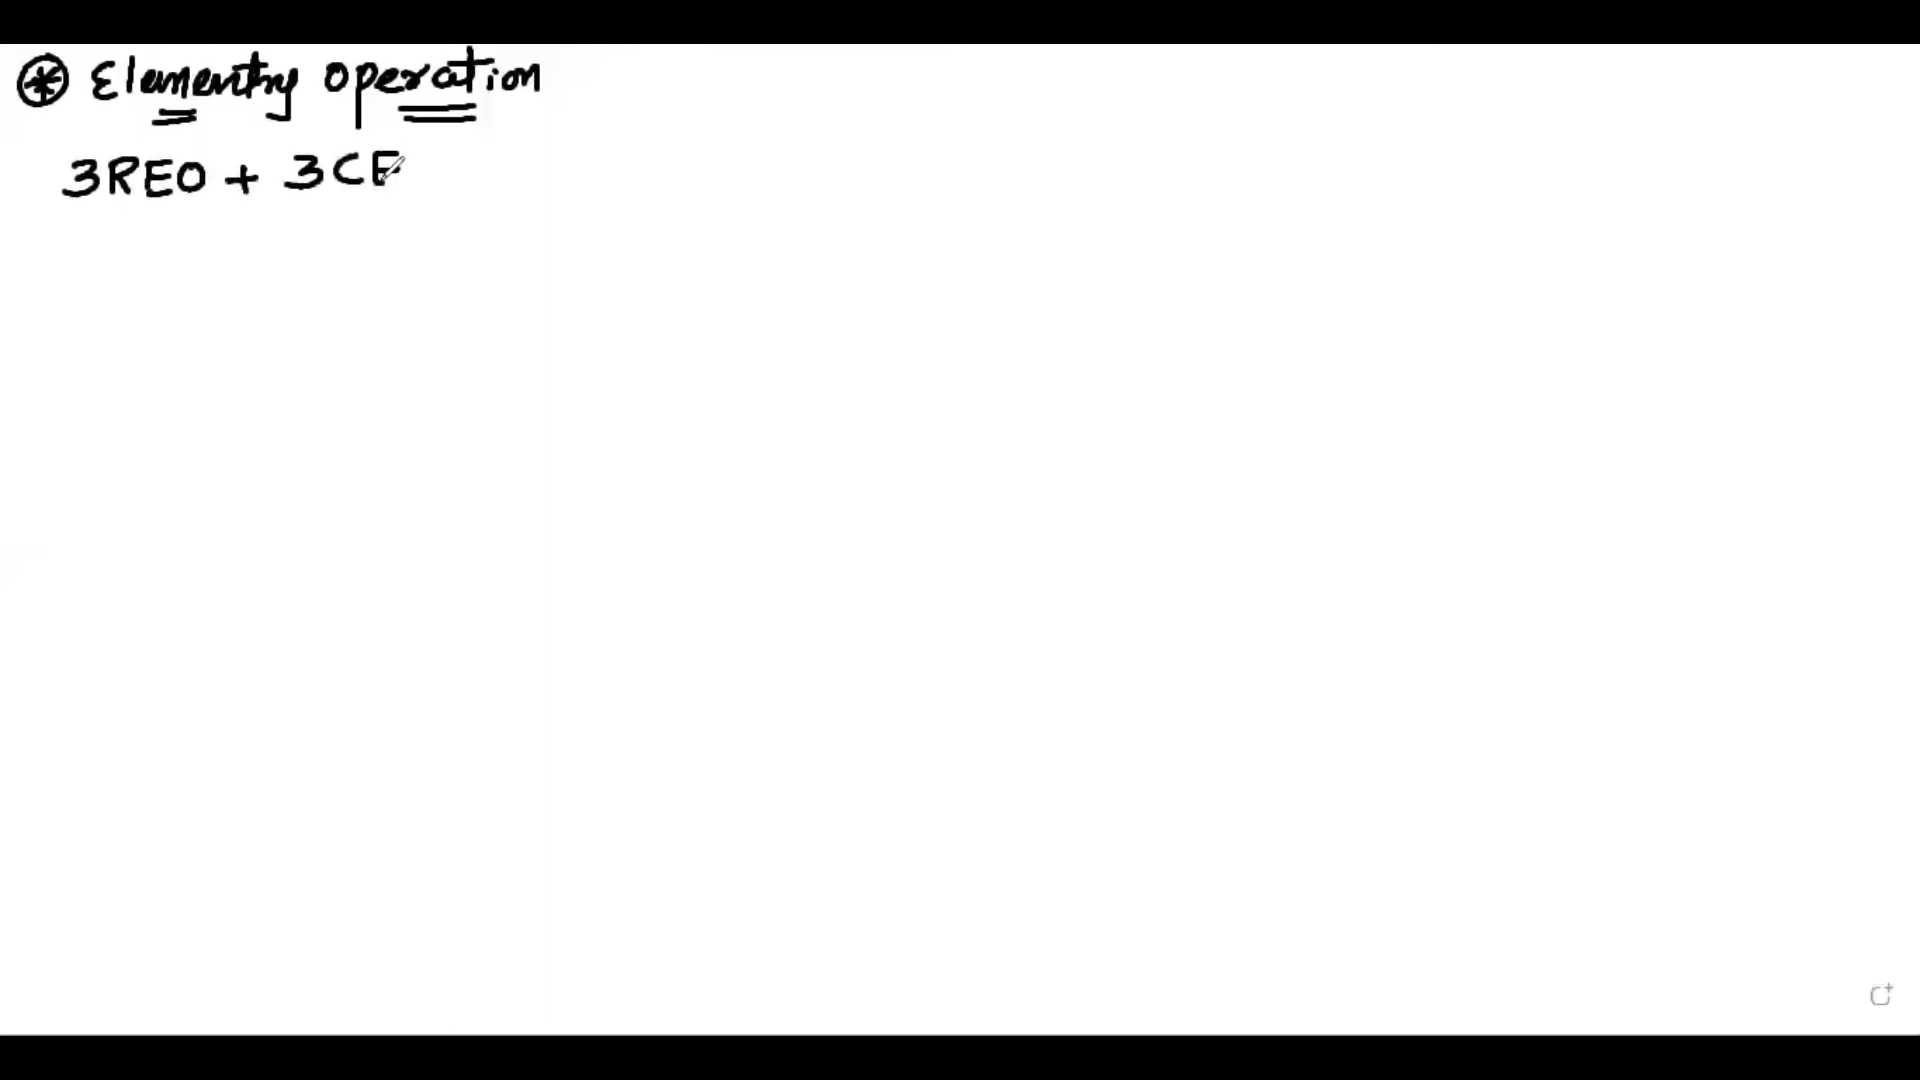 ⊛ Elementry operation
3REO + 3CE